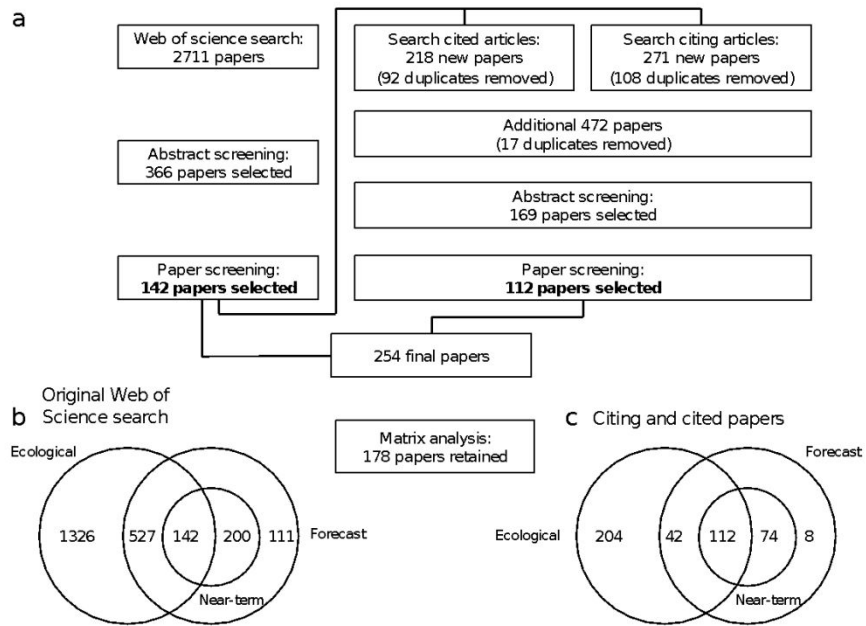 a
Web of science search:
2711 papers
Search cited articles:
218 new papers
(92 duplicates removed)
Search citing articles:
271 new papers
(108 duplicates removed)
Additional 472 papers
(17 duplicates removed)
Abstract screening:
366 papers selected
Abstract screening:
169 papers selected
Paper screening:
142 papers selected
Paper screening:
112 papers selected
254 final papers
Matrix analysis:
178 papers retained
b
Original Web of
Science search
Ecological
1326
527
142
200
111
Forecast
Near-term
c
Citing and cited papers
Forecast
Ecological
204
42
112
74
8
Near-term